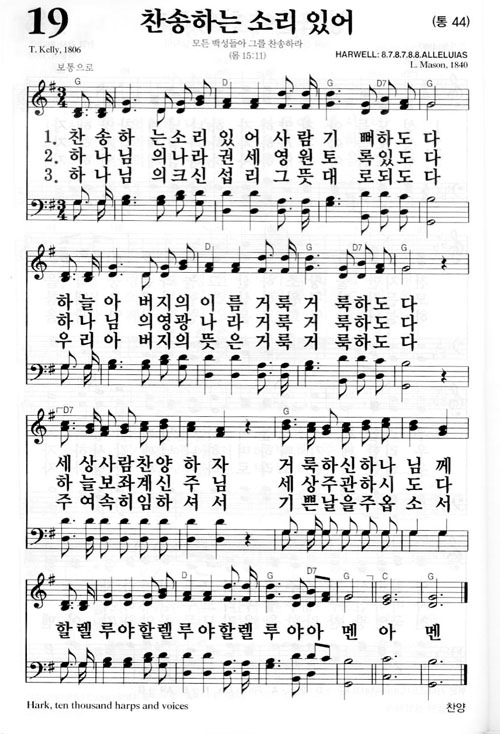 19 찬송하는 소리 있어 (통 44)
모든 백성들아 그를 찬송하라
T. Kelly, 1806 (롬 15:11) HARWELL: 8.7.8.7.8.8.ALLELUIAS
보통으로 L. Mason, 1840
G D G D7 G
1. 찬 송 하 는소리 있 어 사 람 기 뻐하도 다
2. 하 나 님 의나라 권 세 영 원 토 록있도 다
3. 하 나 님 의크신 섭 리 그 뜻 대 로되도 다
D G
하 늘 아 버지의 이 름 거룩 거 룩하도 다
하 나 님 의영광 나 라 거룩 거 룩하도 다
우 리 아 버지의 뜻 은 거룩 거 룩하도 다
D7 G
세 상사람찬양 하 자 거 룩하신하나 님 께
하 늘보좌계신 주 님 세 상주관하시 도 다
주 여속히임하 셔 서 기 쁜날을주옵 소 서
G D7 G C G
할렐 루야할렐 루야할렐 루 야아 멘 아 멘
Hark, ten thousand harps and voices 찬양